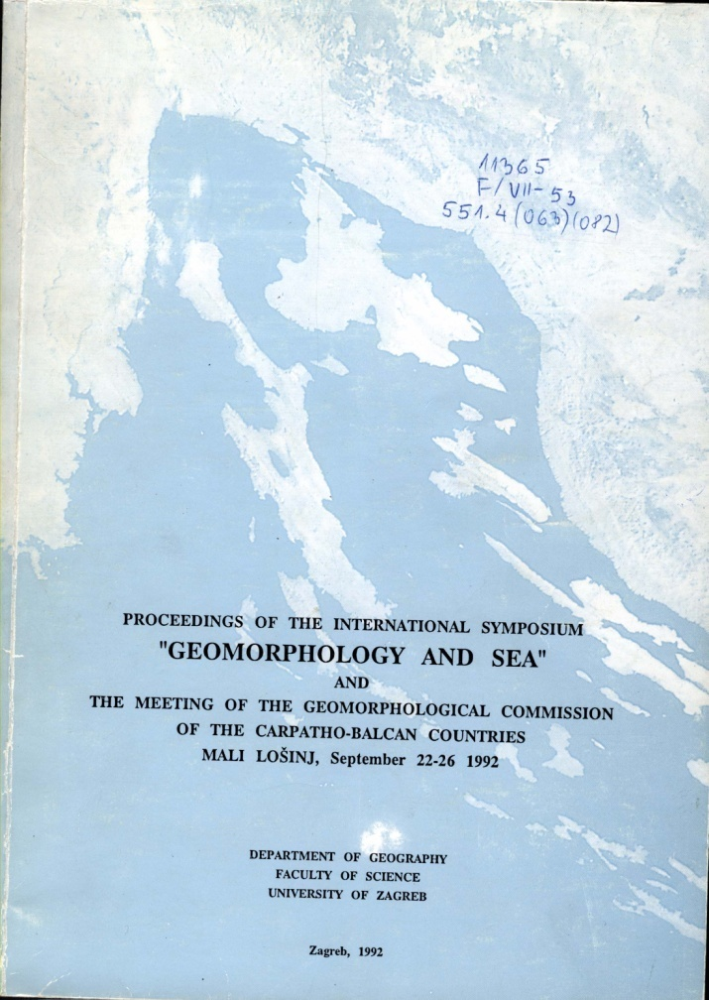 11365
F/VII-53
551.4(063)(082)
PROCEEDINGS OF THE INTERNATIONAL SYMPOSIUM
"GEOMORPHOLOGY AND SEA"
AND
THE MEETING OF THE GEOMORPHOLOGICAL COMMISSION
OF THE CARPATHO-BALCAN COUNTRIES
MALI LOŠINJ, September 22-26 1992
DEPARTMENT OF GEOGRAPHY
FACULTY OF SCIENCE
UNIVERSITY OF ZAGREB
Zagreb, 1992